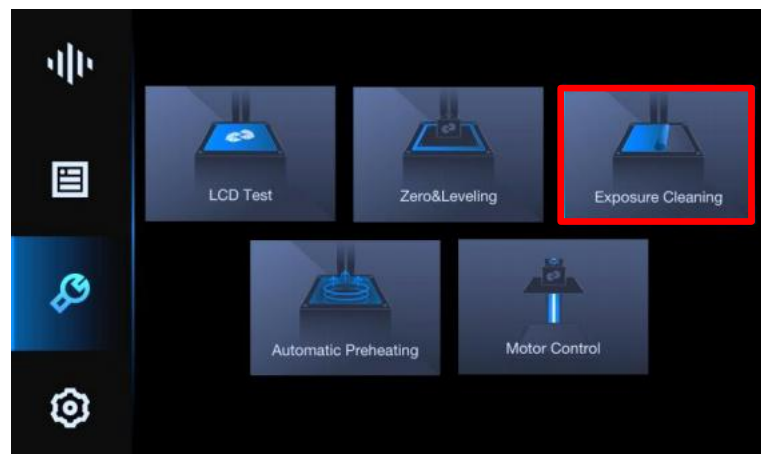 LCD Test
Zero&Leveling
Exposure Cleaning
Automatic Preheating
Motor Control